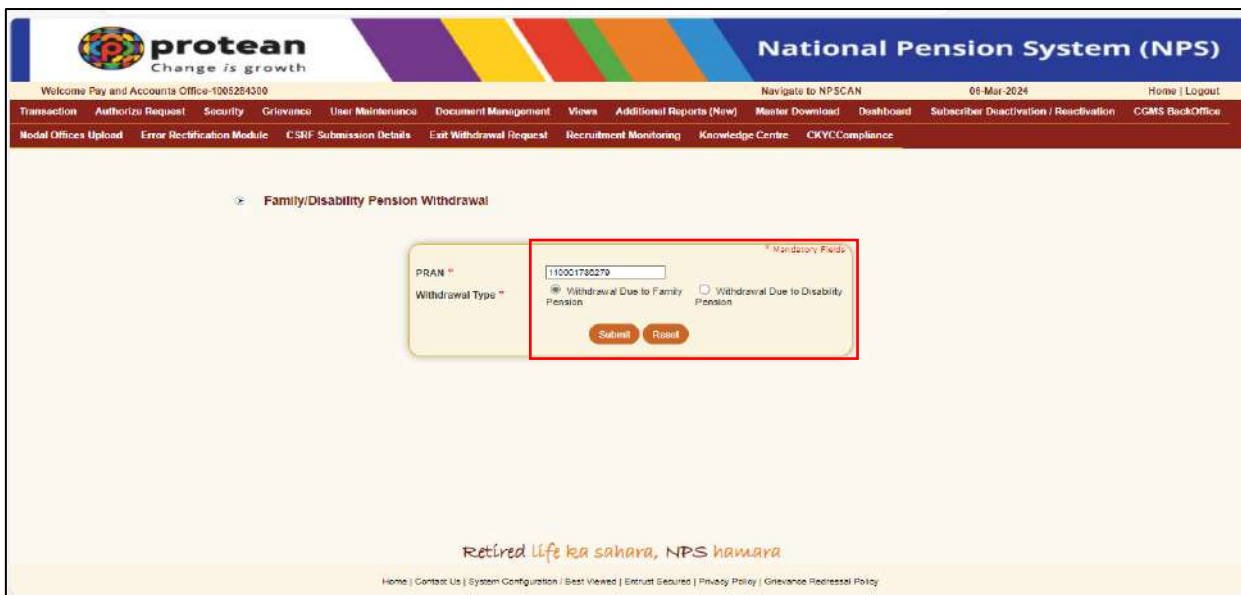 protean
Change is growth
National Pension System (NPS)
Welcome Pay and Accounts Office-1005284300 Navigate to NPSCAN 06-Mar-2024 Home | Logout
Transaction Authorize Request Security Grievance User Maintenance Document Management Views Additional Reports (New) Master Download Dashboard Subscriber Deactivation / Reactivation CGMS BackOffice
Nodal Offices Upload Error Rectification Module CSRF Submission Details Exit Withdrawal Request Recruitment Monitoring Knowledge Centre CKYCCompliance
Family/Disability Pension Withdrawal
* Mandatory Fields
PRAN * 110001786279
Withdrawal Type * Withdrawal Due to Family Pension Withdrawal Due to Disability Pension
Submit Reset
Retired life ka sahara, NPS hamara
Home | Contact Us | System Configuration / Best Viewed | Entrust Secured | Privacy Policy | Grievance Redressal Policy